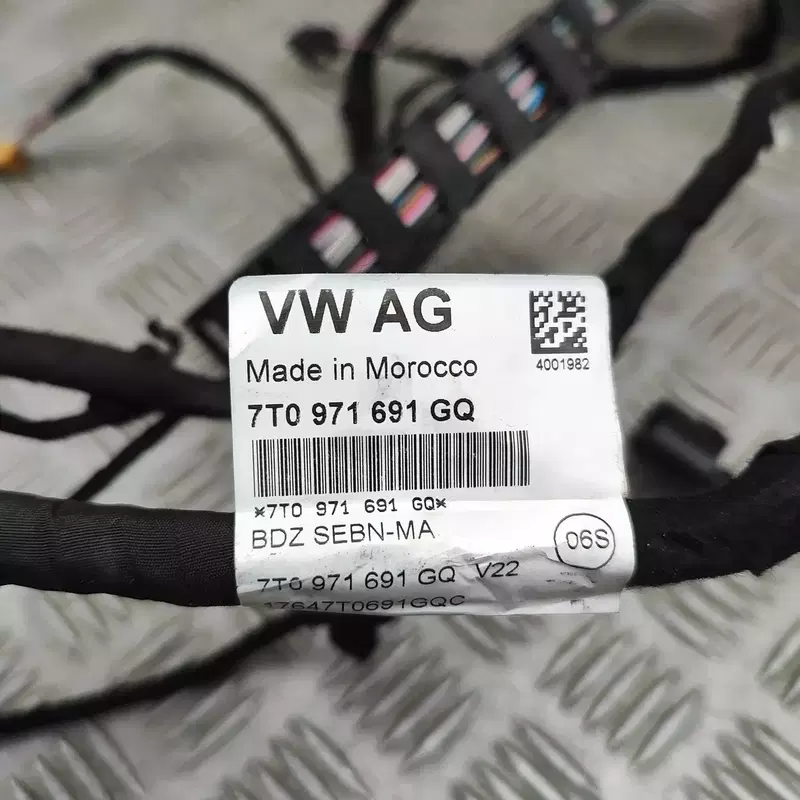 VW AG
4001982
Made in Morocco
7T0 971 691 GQ
*7T0 971 691 GQ*
BDZ SEBN-MA
06S
7T0 971 691 GQ V22
17647T0691GQC